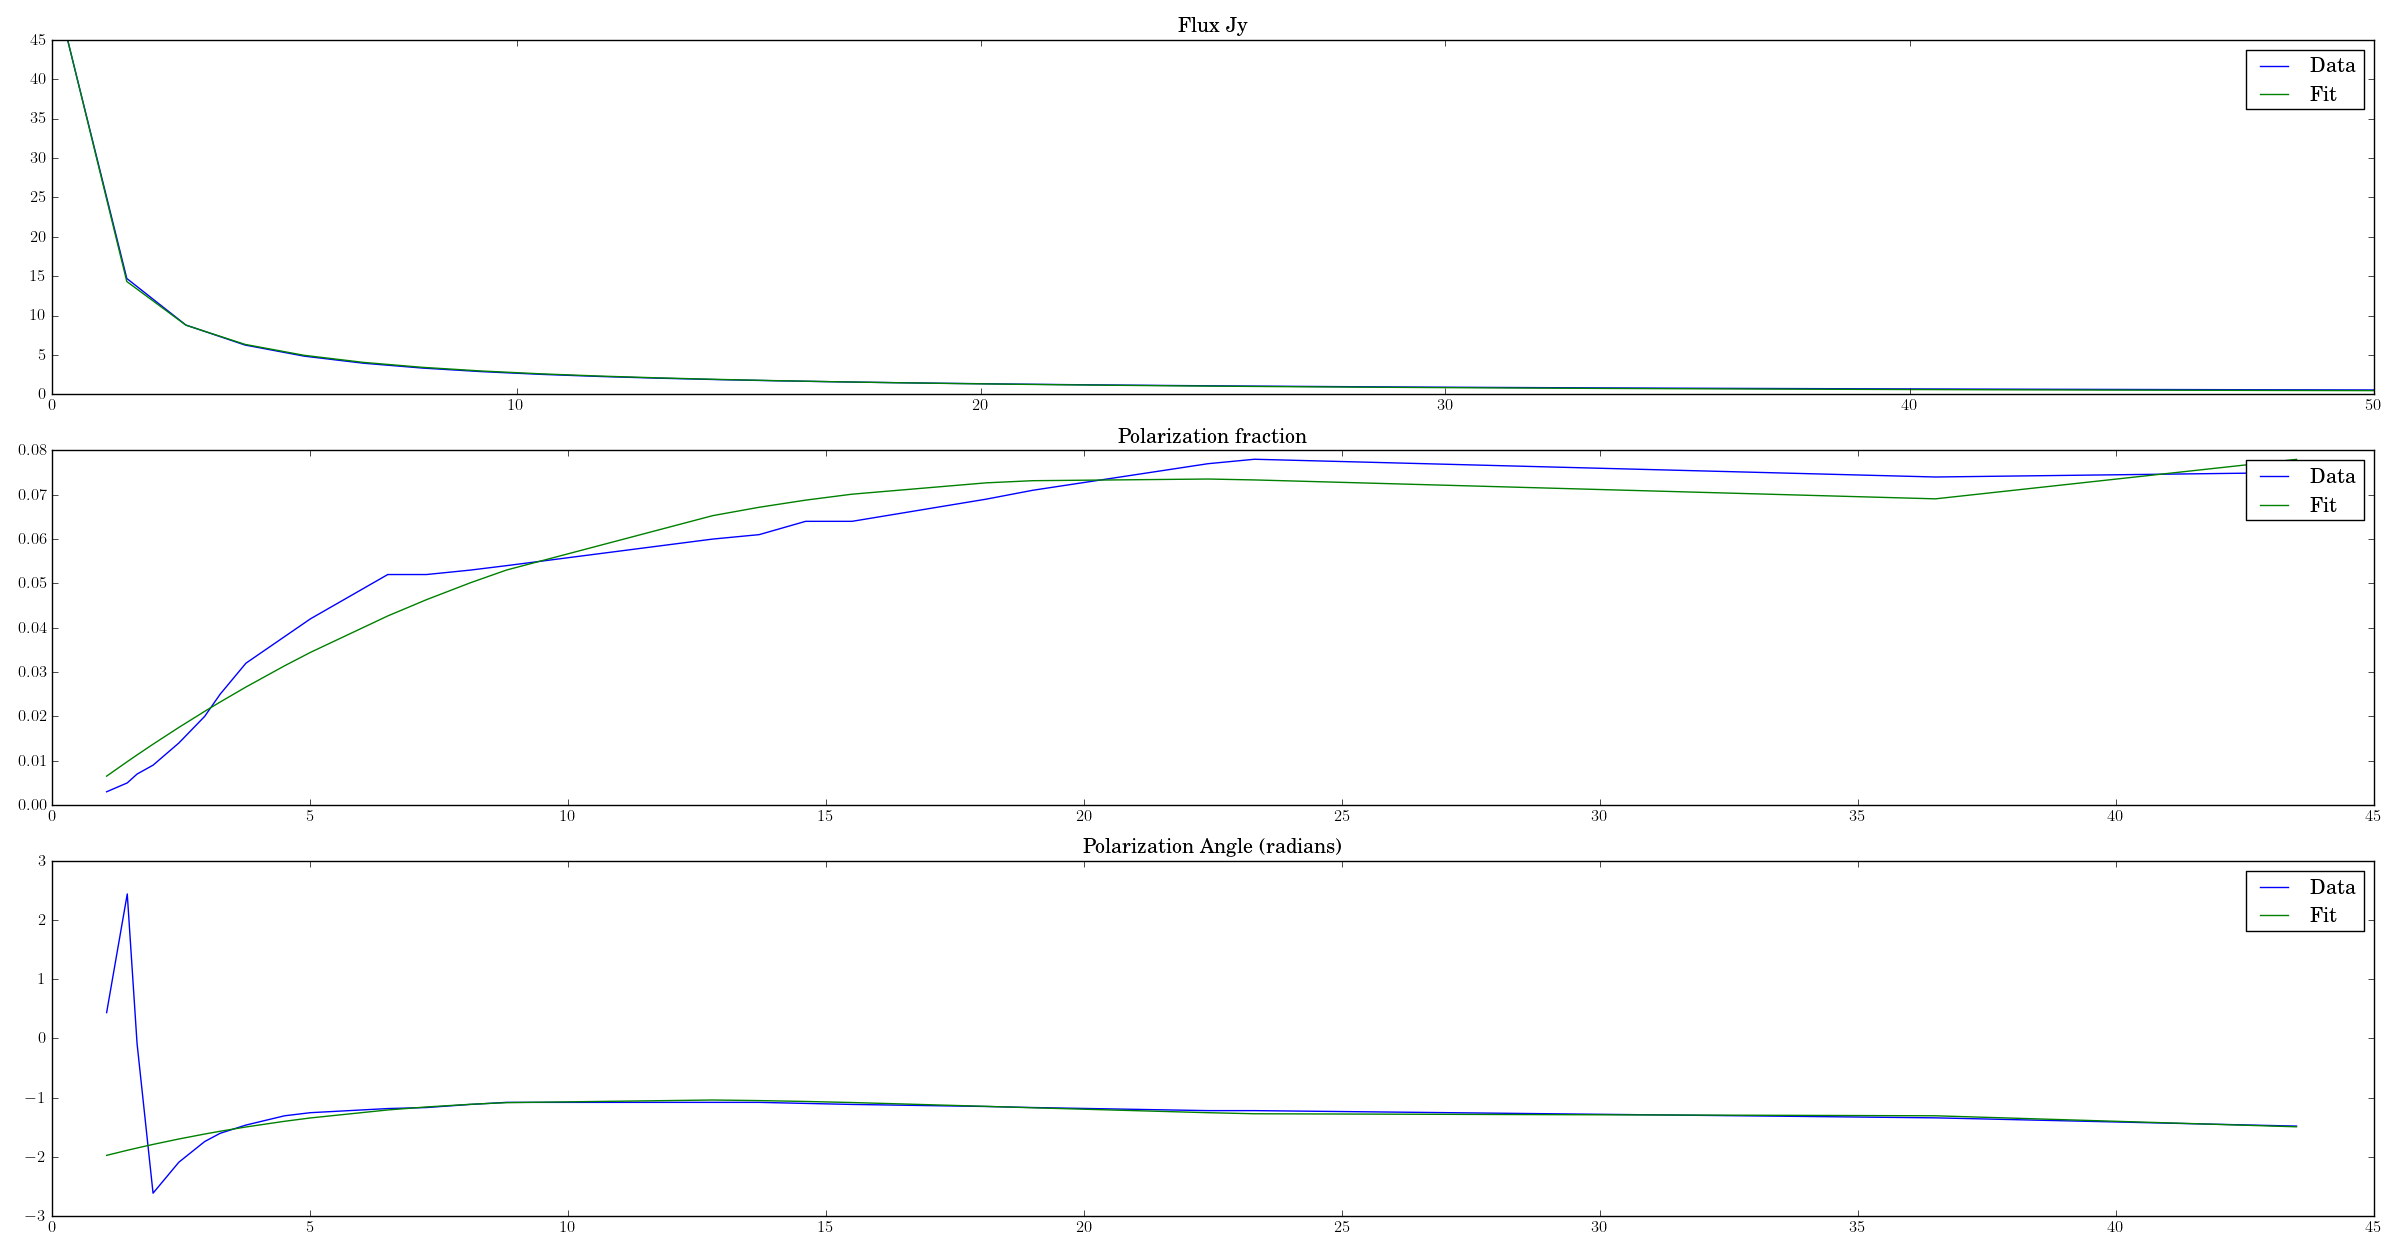 Flux Jy
45
40
35
30
25
20
15
10
5
0
0 10 20 30 40 50
Data
Fit
Polarization fraction
0.08
0.07
0.06
0.05
0.04
0.03
0.02
0.01
0.00
0 5 10 15 20 25 30 35 40 45
Data
Fit
Polarization Angle (radians)
3
2
1
0
−1
−2
−3
0 5 10 15 20 25 30 35 40 45
Data
Fit